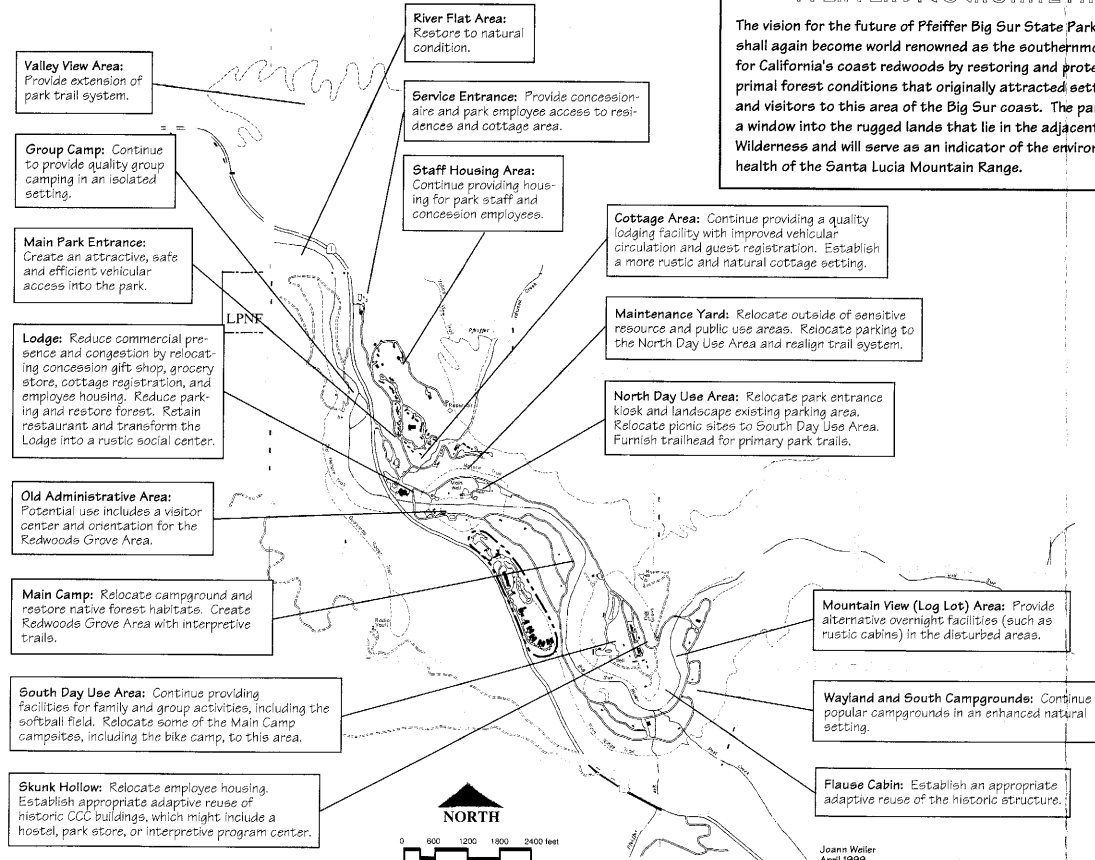 River Flat Area:
Restore to natural
condition.
Valley View Area:
Provide extension of
park trail system.
Service Entrance: Provide concession-
aire and park employee access to resi-
dences and cottage area.
Group Camp: Continue
to provide quality group
camping in an isolated
setting.
Staff Housing Area:
Continue providing hous-
ing for park staff and
concession employees.
The vision for the future of Pfeiffer Big Sur State Park
shall again become world renowned as the southernmo
for California's coast redwoods by restoring and prote
primal forest conditions that originally attracted sett
and visitors to this area of the Big Sur coast. The par
a window into the rugged lands that lie in the adjacent
Wilderness and will serve as an indicator of the environ
health of the Santa Lucia Mountain Range.
Main Park Entrance:
Create an attractive, safe
and efficient vehicular
access into the park.
Cottage Area: Continue providing a quality
lodging facility with improved vehicular
circulation and guest registration. Establish
a more rustic and natural cottage setting.
LPNF
Maintenance Yard: Relocate outside of sensitive
resource and public use areas. Relocate parking to
the North Day Use Area and realign trail system.
Lodge: Reduce commercial pre-
sence and congestion by relocat-
ing concession gift shop, grocery
store, cottage registration, and
employee housing. Reduce park-
ing and restore forest. Retain
restaurant and transform the
Lodge into a rustic social center.
North Day Use Area: Relocate park entrance
kiosk and landscape existing parking area.
Relocate picnic sites to South Day Use Area.
Furnish trailhead for primary park trails.
Old Administrative Area:
Potential use includes a visitor
center and orientation for the
Redwoods Grove Area.
Main Camp: Relocate campground and
restore native forest habitats. Create
Redwoods Grove Area with interpretive
trails.
Mountain View (Log Lot) Area: Provide
alternative overnight facilities (such as
rustic cabins) in the disturbed areas.
South Day Use Area: Continue providing
facilities for family and group activities, including the
softball field. Relocate some of the Main Camp
campsites, including the bike camp, to this area.
Wayland and South Campgrounds: Continue
popular campgrounds in an enhanced natural
setting.
Skunk Hollow: Relocate employee housing.
Establish appropriate adaptive reuse of
historic CCC buildings, which might include a
hostel, park store, or interpretive program center.
Flause Cabin: Establish an appropriate
adaptive reuse of the historic structure.
NORTH
0 600 1200 1800 2400 feet
Joann Weiler
April 1999